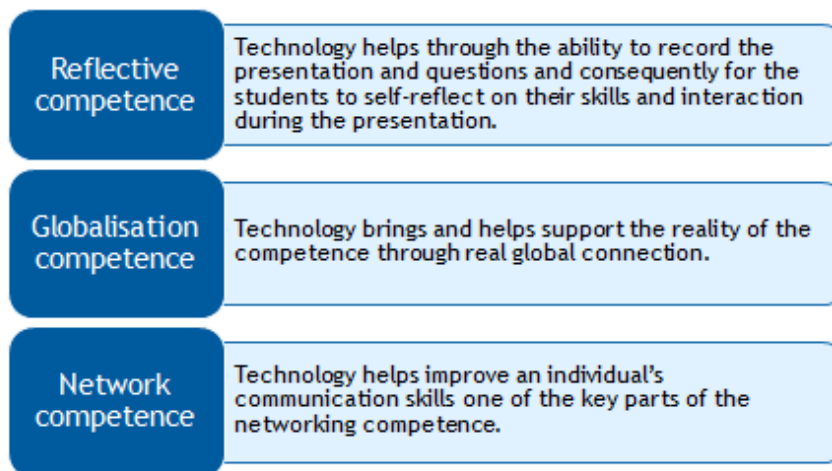 Reflective
competence
Technology helps through the ability to record the
presentation and questions and consequently for the
students to self-reflect on their skills and interaction
during the presentation.
Globalisation
competence
Technology brings and helps support the reality of the
competence through real global connection.
Network
competence
Technology helps improve an individual's
communication skills one of the key parts of the
networking competence.